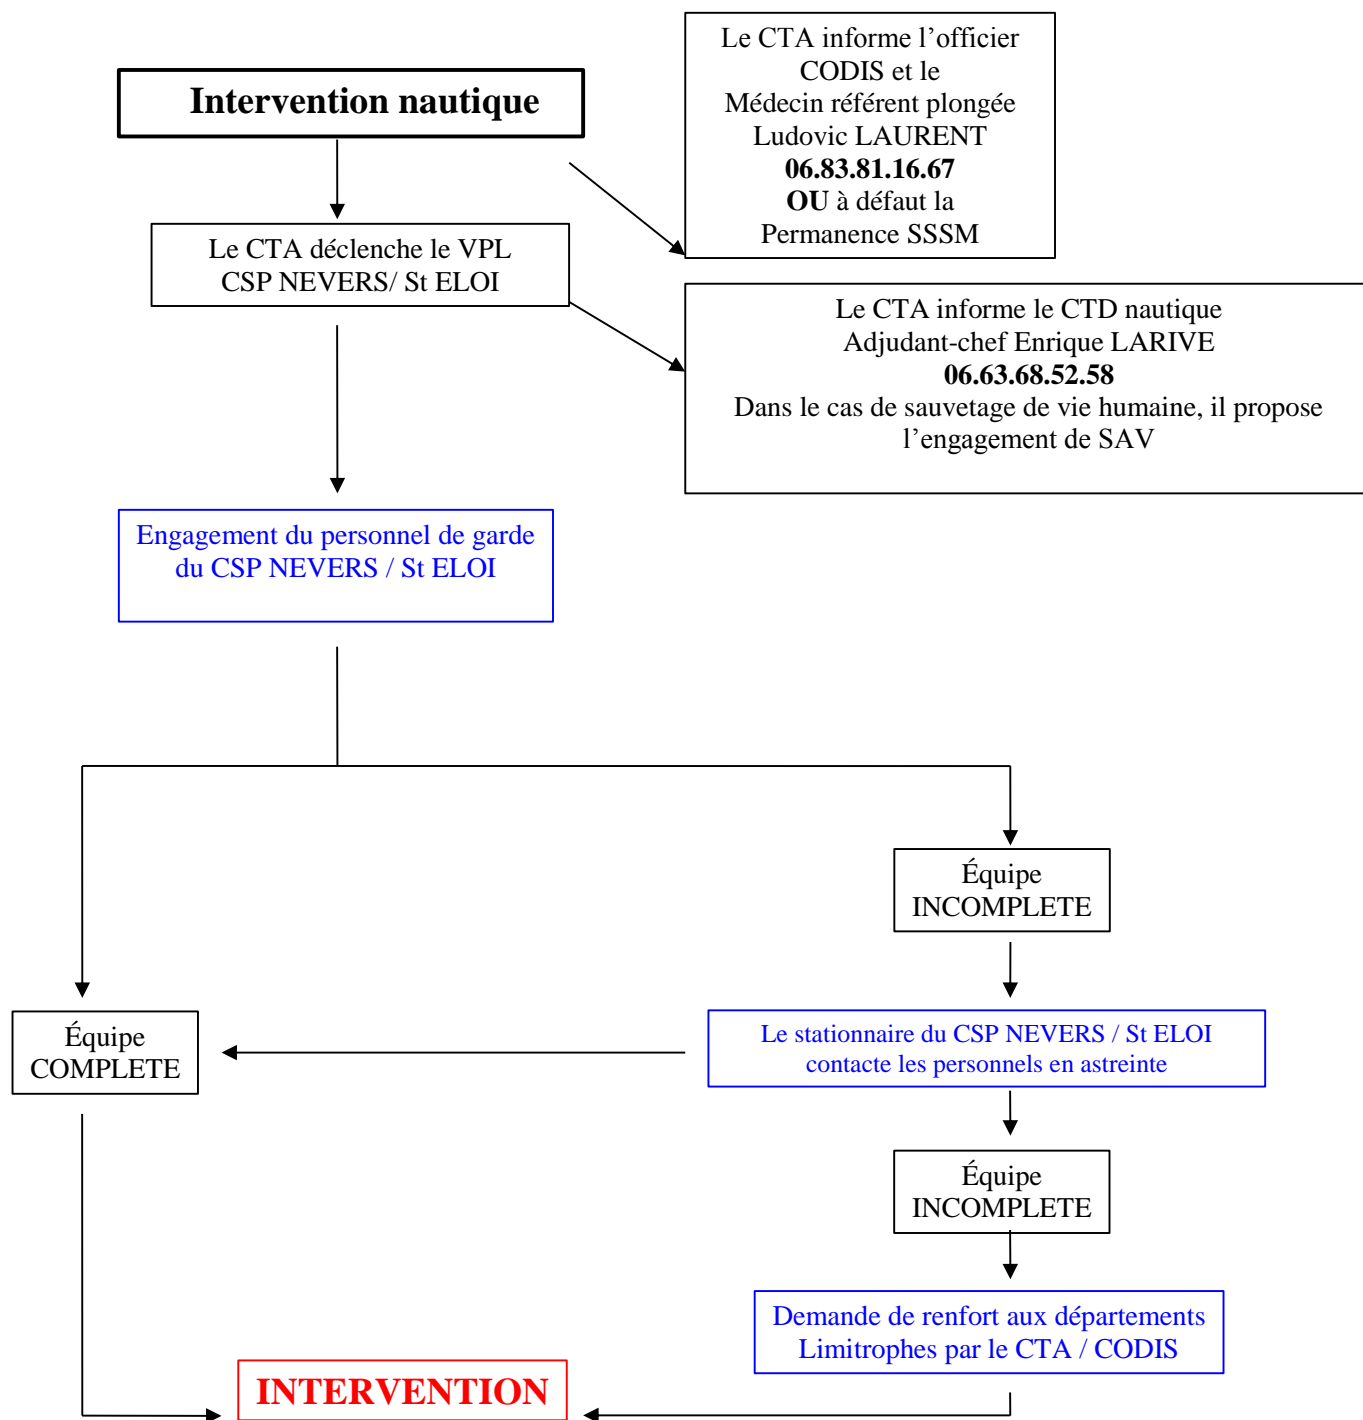 Intervention nautique
Le CTA informe l’officier
CODIS et le
Médecin référent plongée
Ludovic LAURENT
06.83.81.16.67
OU à défaut la
Permanence SSSM
Le CTA déclenche le VPL
CSP NEVERS/ St ELOI
Le CTA informe le CTD nautique
Adjudant-chef Enrique LARIVE
06.63.68.52.58
Dans le cas de sauvetage de vie humaine, il propose
l’engagement de SAV
Engagement du personnel de garde
du CSP NEVERS / St ELOI
Équipe
INCOMPLETE
Équipe
COMPLETE
Le stationnaire du CSP NEVERS / St ELOI
contacte les personnels en astreinte
Équipe
INCOMPLETE
Demande de renfort aux départements
Limitrophes par le CTA / CODIS
INTERVENTION